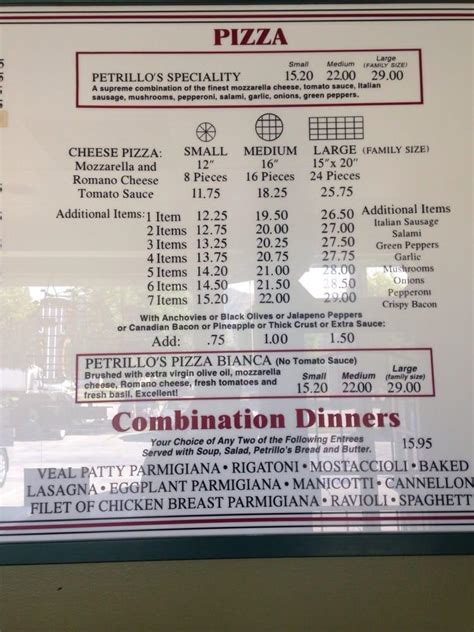 PIZZA
Small Medium Large
(FAMILY SIZE)
PETRILLO'S SPECIALITY 15.20 22.00 29.00
A supreme combination of the finest mozzarella cheese, tomato sauce, Italian
sausage, mushrooms, pepperoni, salami, garlic, onions, green peppers.
CHEESE PIZZA: SMALL MEDIUM LARGE (FAMILY SIZE)
Mozzarella and 12" 16" 15"x 20"
Romano Cheese 8 Pieces 16 Pieces 24 Pieces
Tomato Sauce 11.75 18.25 25.75
Additional Items: 1 Item 12.25 19.50 26.50 Additional Items
2 Items 12.75 20.00 27.00 Italian Sausage
3 Items 13.25 20.25 27.50 Salami
4 Items 13.75 20.75 27.75 Green Peppers
5 Items 14.20 21.00 28.00 Garlic
6 Items 14.50 21.50 28.50 Mushrooms
7 Items 15.20 22.00 29.00 Onions
Pepperoni
Crispy Bacon
With Anchovies or Black Olives or Jalapeno Peppers
or Canadian Bacon or Pineapple or Thick Crust or Extra Sauce:
Add: .75 1.00 1.50
PETRILLO'S PIZZA BIANCA (No Tomato Sauce)
Brushed with extra virgin olive oil, mozzarella Small Medium Large
cheese, Romano cheese, fresh tomatoes and (family size)
fresh basil. Excellent! 15.20 22.00 29.00
Combination Dinners
Your Choice of Any Two of the Following Entrees 15.95
Served with Soup, Salad, Petrillo's Bread and Butter.
VEAL PATTY PARMIGIANA • RIGATONI • MOSTACCIOLI • BAKED
LASAGNA • EGGPLANT PARMIGIANA • MANICOTTI • CANNELLON
FILET OF CHICKEN BREAST PARMIGIANA • RAVIOLI • SPAGHETT